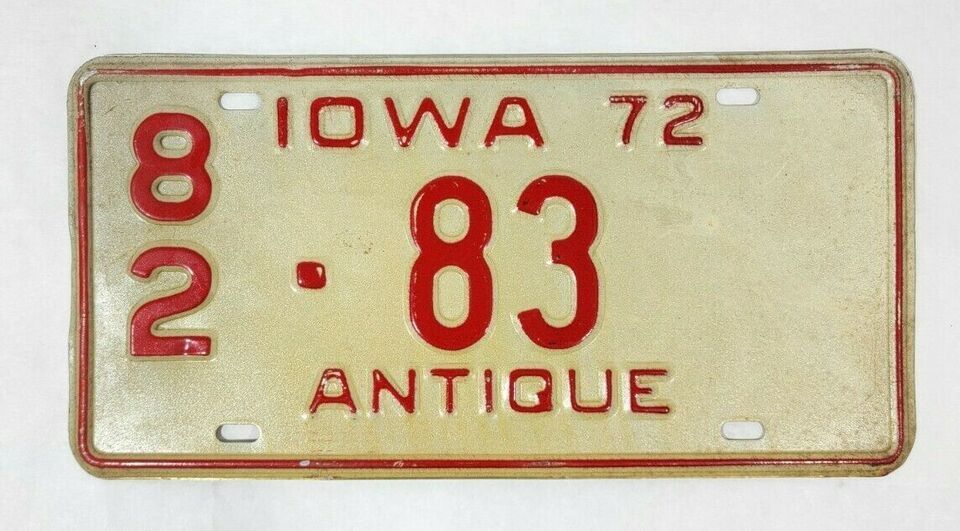 IOWA 72
82 · 83
ANTIQUE